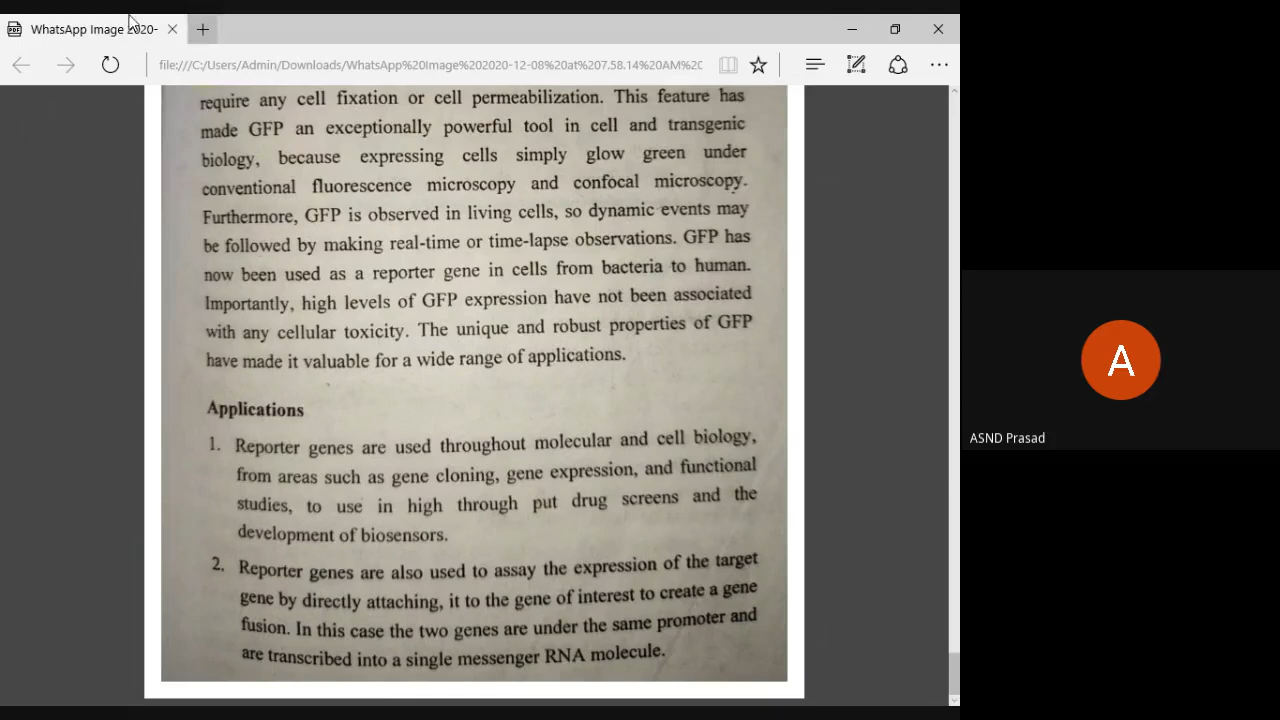 WhatsApp Image 2020-
file:///C:/Users/Admin/Downloads/WhatsApp%20Image%202020-12-08%20at%207.58.14%20AM%2C
require any cell fixation or cell permeabilization. This feature has
made GFP an exceptionally powerful tool in cell and transgenic
biology, because expressing cells simply glow green under
conventional fluorescence microscopy and confocal microscopy.
Furthermore, GFP is observed in living cells, so dynamic events may
be followed by making real-time or time-lapse observations. GFP has
now been used as a reporter gene in cells from bacteria to human.
Importantly, high levels of GFP expression have not been associated
with any cellular toxicity. The unique and robust properties of GFP
have made it valuable for a wide range of applications.
Applications
1. Reporter genes are used throughout molecular and cell biology,
from areas such as gene cloning, gene expression, and functional
studies, to use in high through put drug screens and the
development of biosensors.
2. Reporter genes are also used to assay the expression of the target
gene by directly attaching, it to the gene of interest to create a gene
fusion. In this case the two genes are under the same promoter and
are transcribed into a single messenger RNA molecule.
A
ASND Prasad